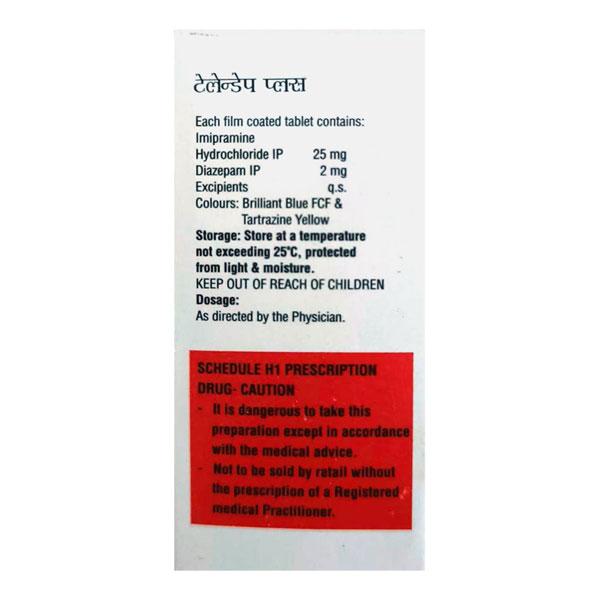 टेलेन्डेप प्लस
Each film coated tablet contains:
Imipramine
Hydrochloride IP 25 mg
Diazepam IP 2 mg
Excipients q.s.
Colours: Brilliant Blue FCF &
Tartrazine Yellow
Storage: Store at a temperature
not exceeding 25°C, protected
from light & moisture.
KEEP OUT OF REACH OF CHILDREN
Dosage:
As directed by the Physician.
SCHEDULE H1 PRESCRIPTION
DRUG- CAUTION
- It is dangerous to take this
preparation except in accordance
with the medical advice.
- Not to be sold by retail without
the prescription of a Registered
medical Practitioner.